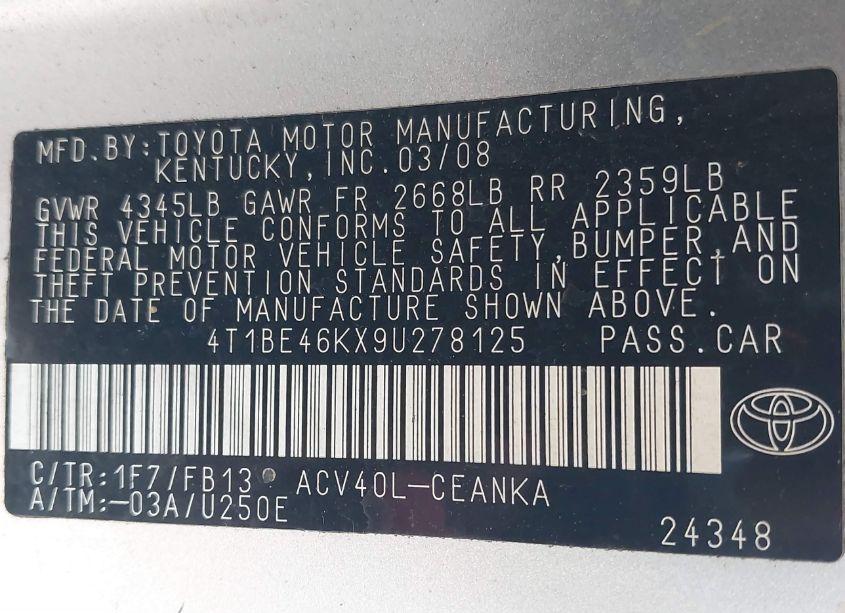 MFD.BY:TOYOTA MOTOR MANUFACTURING,
KENTUCKY,INC.03/08
GVWR 4345LB GAWR FR 2668LB RR 2359LB
THIS VEHICLE CONFORMS TO ALL APPLICABLE
FEDERAL MOTOR VEHICLE SAFETY,BUMPER,AND
THEFT PREVENTION STANDARDS IN EFFECT ON
THE DATE OF MANUFACTURE SHOWN ABOVE.
4T1BE46KX9U278125 PASS.CAR
C/TR:1F7/FB13 ACV40L-CEANKA
A/TM:-03A/U250E
24348